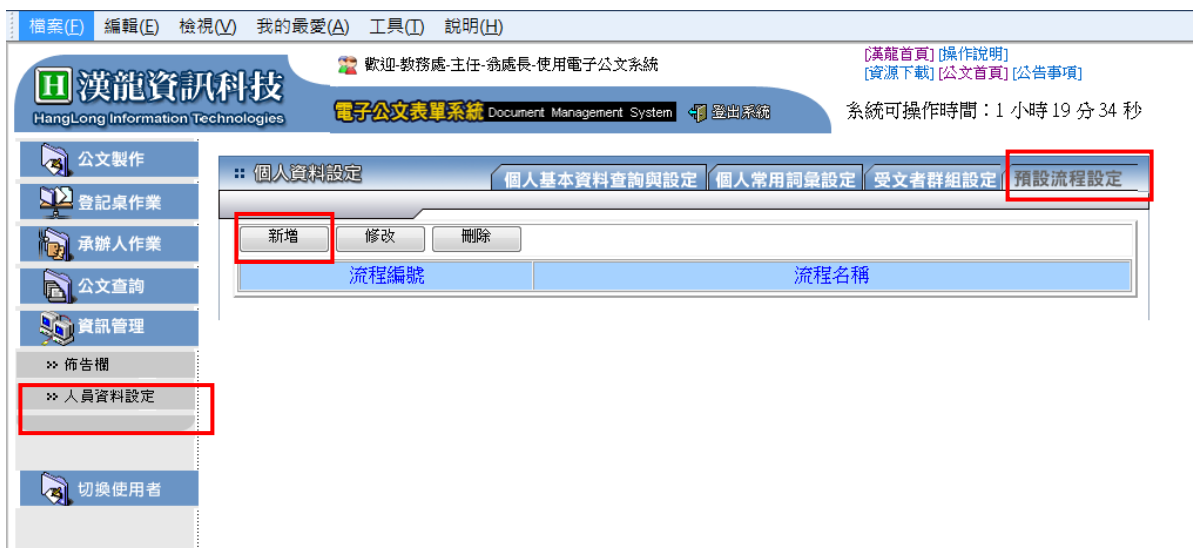 檔案(F) 編輯(E) 檢視(V) 我的最愛(A) 工具(T) 說明(H)
H 漢龍資訊科技
HangLong Information Technologies
歡迎-教務處-主任-翁處長-使用電子公文系統
[漢龍首頁] [操作說明]
[資源下載] [公文首頁] [公告事項]
電子公文表單系統 Document Management System 登出系統
系統可操作時間：1 小時 19 分 34 秒
公文製作
登記桌作業
承辦人作業
公文查詢
資訊管理
›› 佈告欄
›› 人員資料設定
切換使用者
:: 個人資料設定
個人基本資料查詢與設定 個人常用詞彙設定 受文者群組設定 預設流程設定
新增 修改 刪除
流程編號 流程名稱